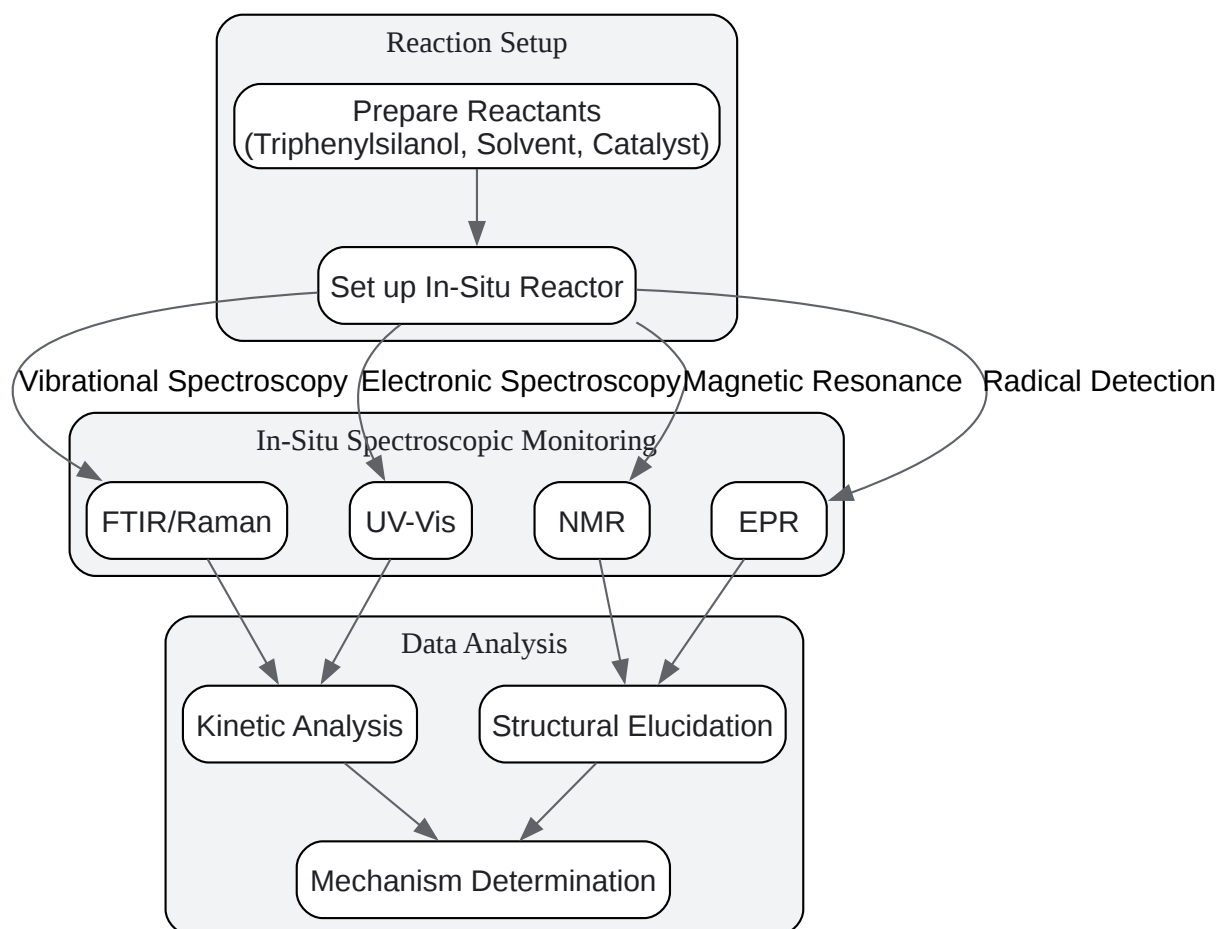 Reaction Setup
Prepare Reactants
(Triphenylsilanol, Solvent, Catalyst)
Set up In-Situ Reactor
Vibrational Spectroscopy
Electronic Spectroscopy
Magnetic Resonance
Radical Detection
In-Situ Spectroscopic Monitoring
FTIR/Raman
UV-Vis
NMR
EPR
Data Analysis
Kinetic Analysis
Structural Elucidation
Mechanism Determination